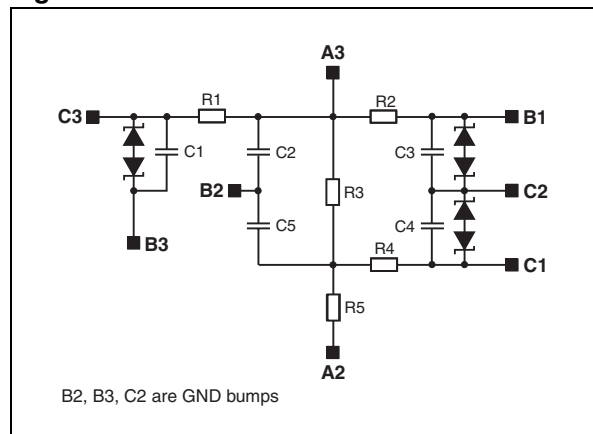 A3
C3
R1
R2
B1
C1
C2
C3
B2
R3
C2
C5
C4
B3
R4
C1
R5
A2
B2, B3, C2 are GND bumps